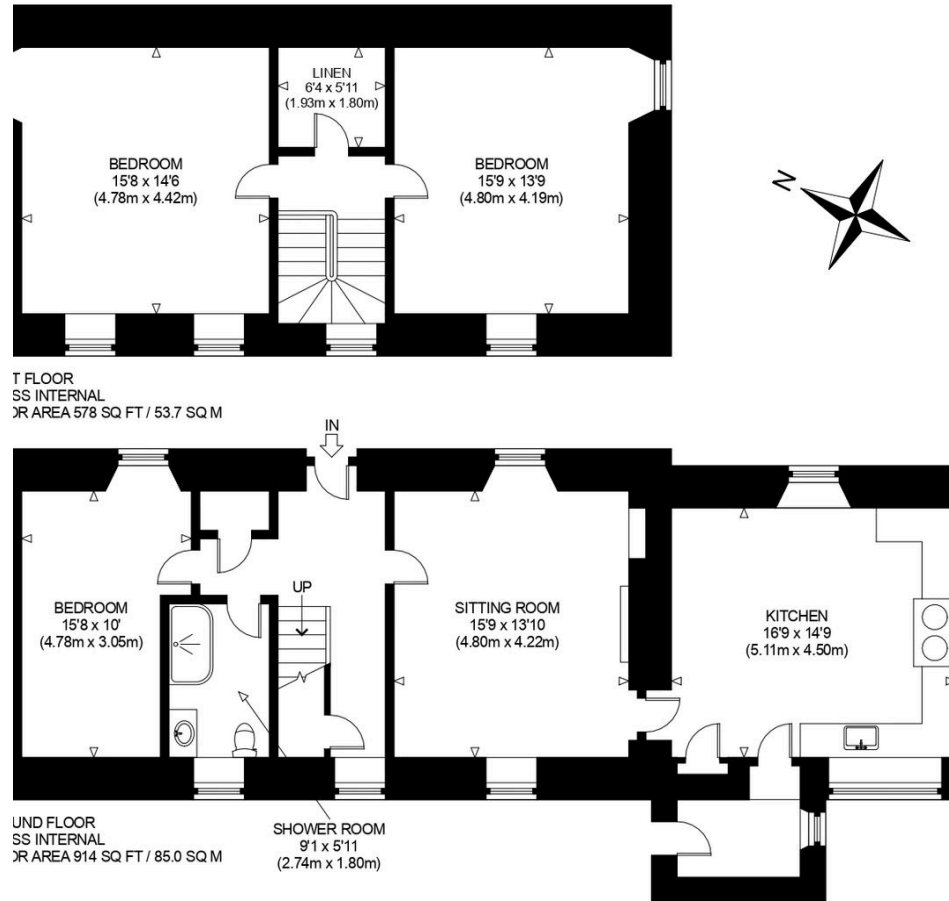 LINEN
6'4 x 5'11
(1.93m x 1.80m)
BEDROOM
15'8 x 14'6
(4.78m x 4.42m)
BEDROOM
15'9 x 13'9
(4.80m x 4.19m)
N
T FLOOR
SS INTERNAL
OR AREA 578 SQ FT / 53.7 SQ M
IN
UP
BEDROOM
15'8 x 10'
(4.78m x 3.05m)
SITTING ROOM
15'9 x 13'10
(4.80m x 4.22m)
KITCHEN
16'9 x 14'9
(5.11m x 4.50m)
SHOWER ROOM
9'1 x 5'11
(2.74m x 1.80m)
UND FLOOR
SS INTERNAL
OR AREA 914 SQ FT / 85.0 SQ M